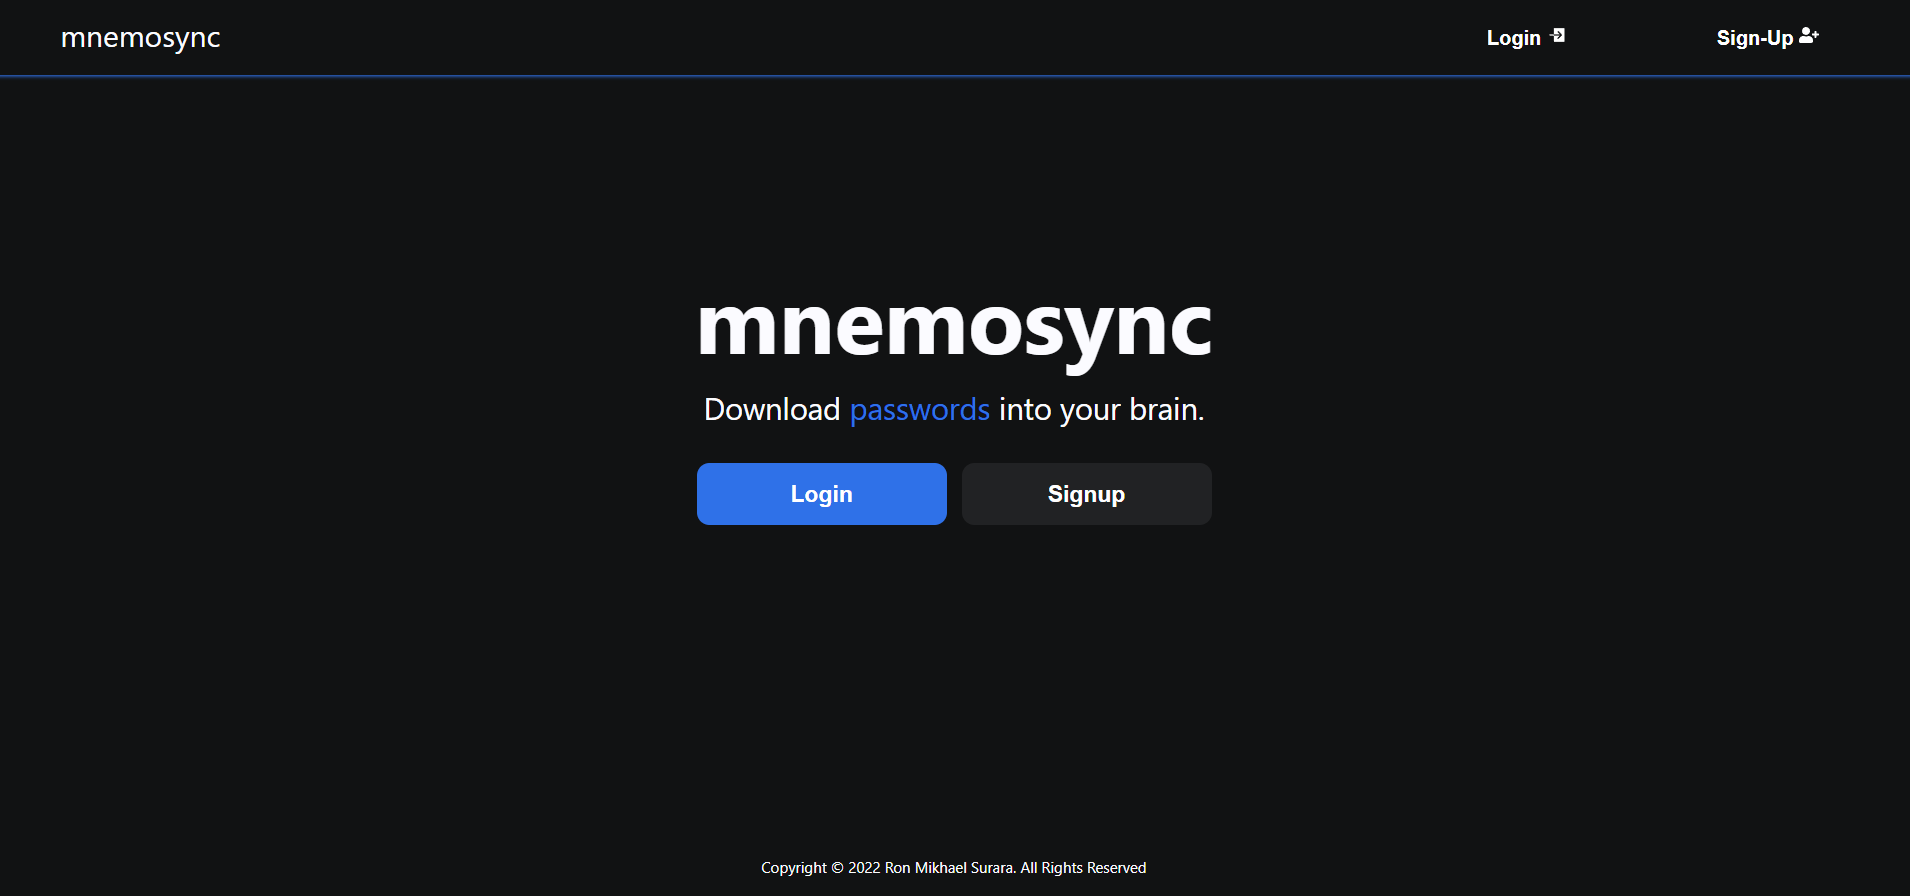 mnemosync
Login
Sign-Up
mnemosync
Download passwords into your brain.
Login
Signup
Copyright © 2022 Ron Mikhael Surara. All Rights Reserved